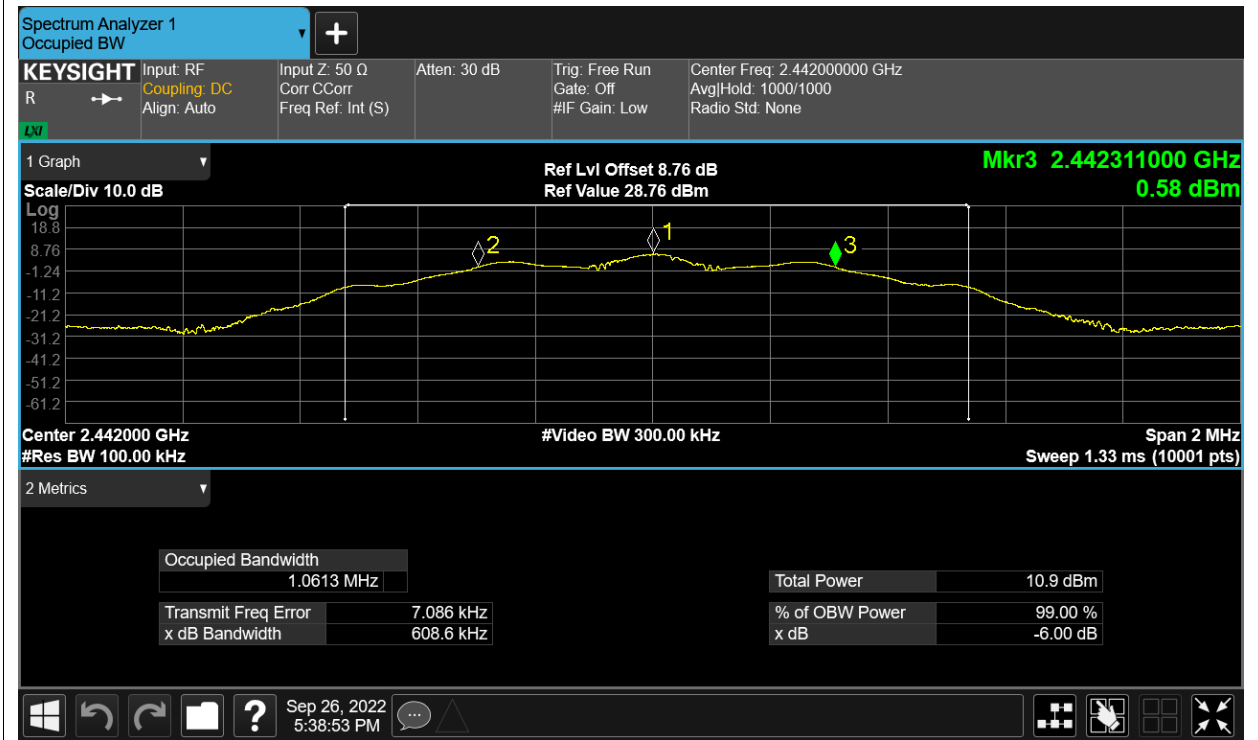 Spectrum Analyzer 1
Occupied BW
+
KEYSIGHT Input: RF Input Z: 50 Ω Atten: 30 dB Trig: Free Run Center Freq: 2.442000000 GHz
R Coupling: DC Corr CCorr Gate: Off Avg|Hold: 1000/1000
Align: Auto Freq Ref: Int (S) #IF Gain: Low Radio Std: None
LXI
1 Graph Ref Lvl Offset 8.76 dB Mkr3 2.442311000 GHz
Scale/Div 10.0 dB Ref Value 28.76 dBm 0.58 dBm
Log
18.8
8.76
-1.24
-11.2
-21.2
-31.2
-41.2
-51.2
-61.2
2 1 3
Center 2.442000 GHz #Video BW 300.00 kHz Span 2 MHz
#Res BW 100.00 kHz Sweep 1.33 ms (10001 pts)
2 Metrics
Occupied Bandwidth
1.0613 MHz Total Power 10.9 dBm
Transmit Freq Error 7.086 kHz % of OBW Power 99.00 %
x dB Bandwidth 608.6 kHz x dB -6.00 dB
? Sep 26, 2022
5:38:53 PM